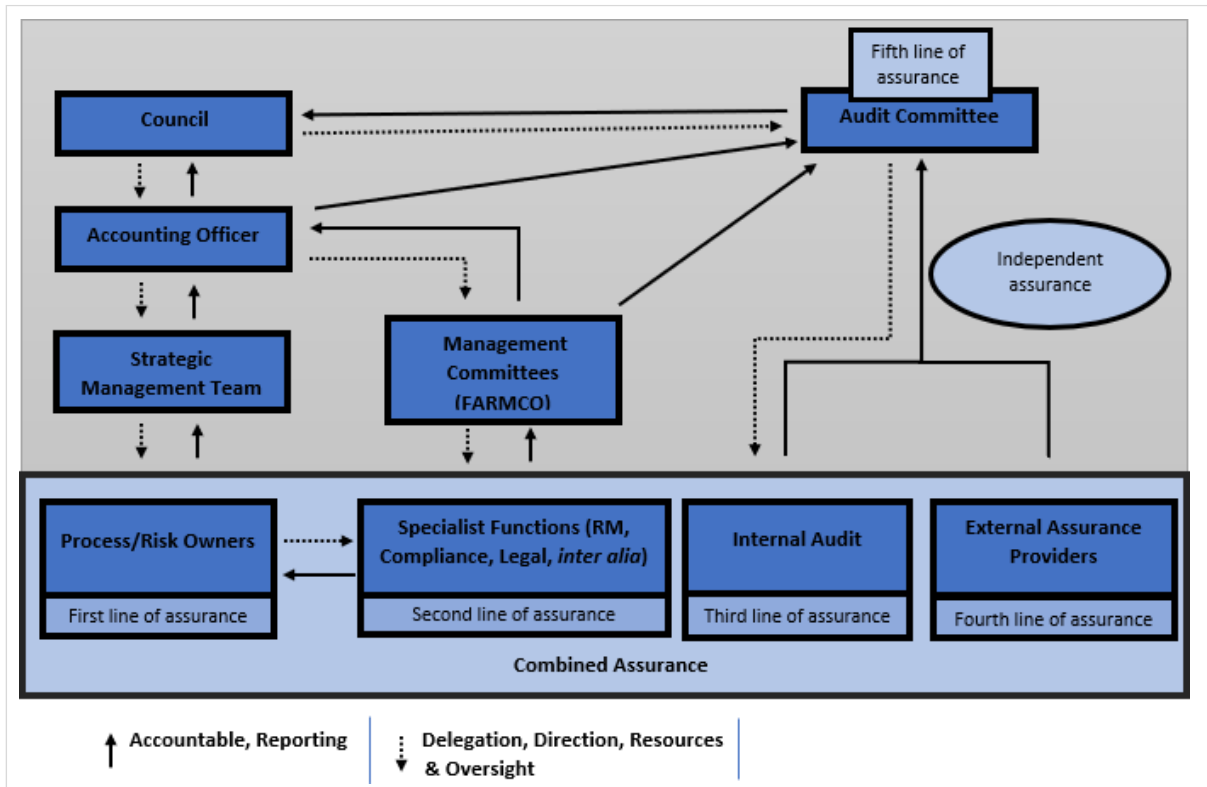 Fifth line of
assurance
Council
Audit Committee
Accounting Officer
Independent
assurance
Strategic
Management Team
Management
Committees
(FARMCO)
Process/Risk Owners
First line of assurance
Specialist Functions (RM,
Compliance, Legal, inter alia)
Second line of assurance
Internal Audit
Third line of assurance
External Assurance
Providers
Fourth line of assurance
Combined Assurance
Accountable, Reporting
Delegation, Direction, Resources
& Oversight